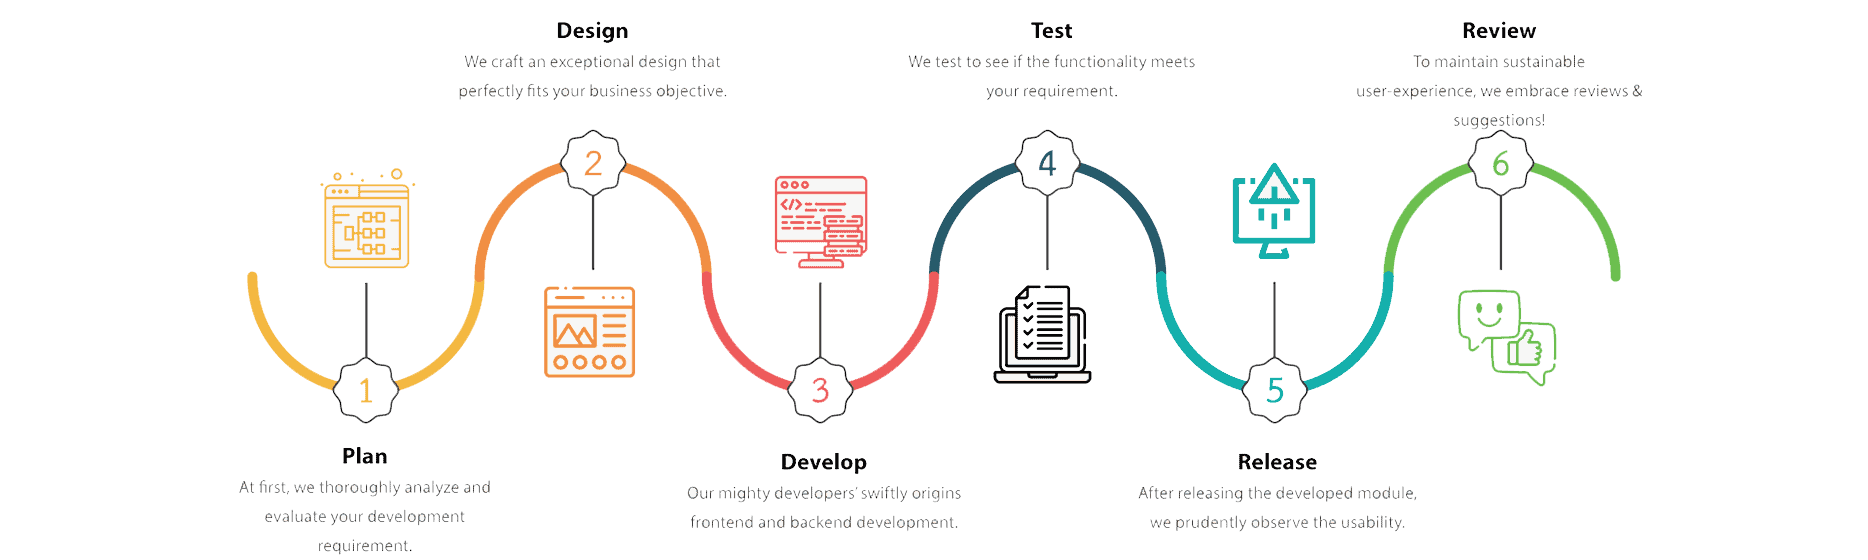 1
Plan
At first, we thoroughly analyze and
evaluate your development
requirement.
Design
We craft an exceptional design that
perfectly fits your business objective.
2
3
Develop
Our mighty developers' swiftly origins
frontend and backend development.
Test
We test to see if the functionality meets
your requirement.
4
5
Release
After releasing the developed module,
we prudently observe the usability.
Review
To maintain sustainable
user-experience, we embrace reviews &
suggestions!
6